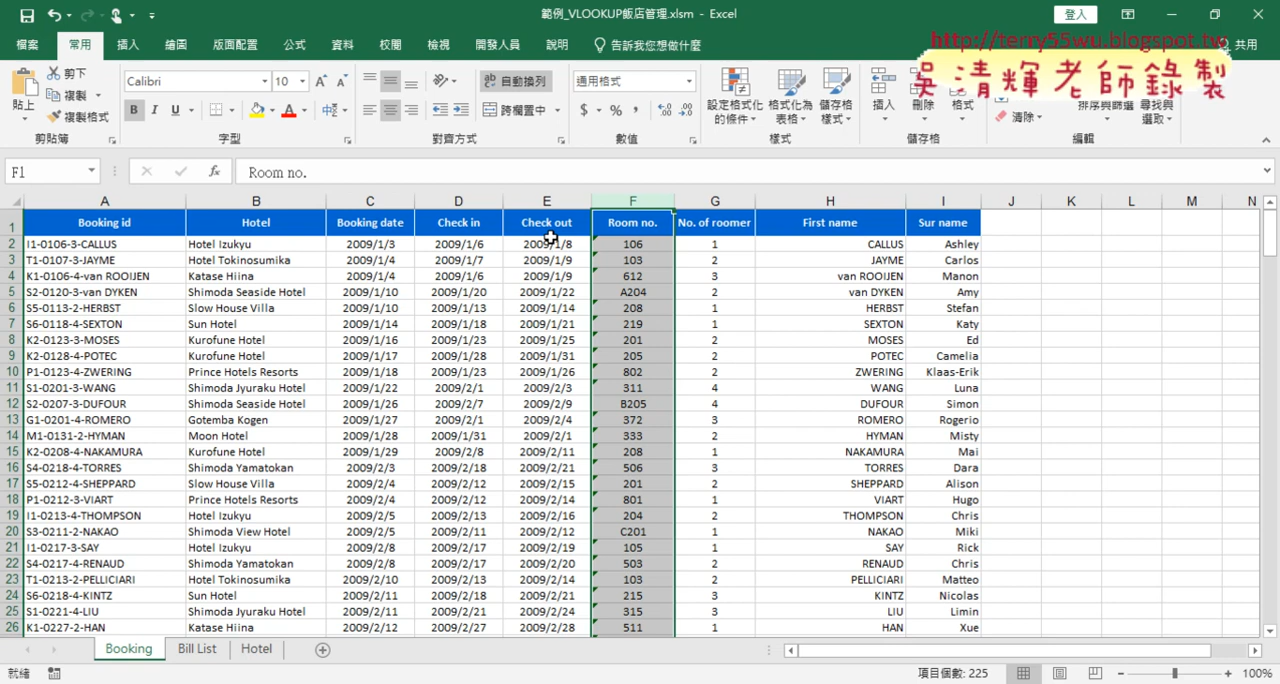 範例_VLOOKUP飯店管理.xlsm - Excel
登入
檔案 常用 插入 繪圖 版面配置 公式 資料 校閱 檢視 開發人員 說明 告訴我您想做什麼 共用
http://terry55wu.blogspot.tw
吳清輝老師錄製
貼上 剪下 複製 複製格式 剪貼簿
Calibri 10 B I U A 中 字型
自動換列 跨欄置中 對齊方式
通用格式 $ % , 數值
設定格式化的條件 格式化為表格 儲存格樣式 樣式
插入 刪除 格式 儲存格
清除 排序與篩選 尋找與選取 編輯
F1 fx Room no.
A B C D E F G H I J K L M N
1 Booking id Hotel Booking date Check in Check out Room no. No. of roomer First name Sur name
2 I1-0106-3-CALLUS Hotel Izukyu 2009/1/3 2009/1/6 2009/1/8 106 1 CALLUS Ashley
3 T1-0107-3-JAYME Hotel Tokinosumika 2009/1/4 2009/1/7 2009/1/9 103 2 JAYME Carlos
4 K1-0106-4-van ROOIJEN Katase Hiina 2009/1/4 2009/1/6 2009/1/9 612 3 van ROOIJEN Manon
5 S2-0120-3-van DYKEN Shimoda Seaside Hotel 2009/1/10 2009/1/20 2009/1/22 A204 2 van DYKEN Amy
6 S5-0113-2-HERBST Slow House Villa 2009/1/10 2009/1/13 2009/1/14 208 1 HERBST Stefan
7 S6-0118-4-SEXTON Sun Hotel 2009/1/14 2009/1/18 2009/1/21 219 1 SEXTON Katy
8 K2-0123-3-MOSES Kurofune Hotel 2009/1/16 2009/1/23 2009/1/25 201 2 MOSES Ed
9 K2-0128-4-POTEC Kurofune Hotel 2009/1/17 2009/1/28 2009/1/31 205 2 POTEC Camelia
10 P1-0123-4-ZWERING Prince Hotels Resorts 2009/1/18 2009/1/23 2009/1/26 802 2 ZWERING Klaas-Erik
11 S1-0201-3-WANG Shimoda Jyuraku Hotel 2009/1/22 2009/2/1 2009/2/3 311 4 WANG Luna
12 S2-0207-3-DUFOUR Shimoda Seaside Hotel 2009/1/26 2009/2/7 2009/2/9 B205 4 DUFOUR Simon
13 G1-0201-4-ROMERO Gotemba Kogen 2009/1/27 2009/2/1 2009/2/4 372 3 ROMERO Rogerio
14 M1-0131-2-HYMAN Moon Hotel 2009/1/28 2009/1/31 2009/2/1 333 2 HYMAN Misty
15 K2-0208-4-NAKAMURA Kurofune Hotel 2009/1/29 2009/2/8 2009/2/11 208 1 NAKAMURA Mai
16 S4-0218-4-TORRES Shimoda Yamatokan 2009/2/3 2009/2/18 2009/2/21 506 3 TORRES Dara
17 S5-0212-4-SHEPPARD Slow House Villa 2009/2/4 2009/2/12 2009/2/15 201 2 SHEPPARD Alison
18 P1-0212-3-VIART Prince Hotels Resorts 2009/2/4 2009/2/12 2009/2/14 801 1 VIART Hugo
19 I1-0213-4-THOMPSON Hotel Izukyu 2009/2/5 2009/2/13 2009/2/16 204 2 THOMPSON Chris
20 S3-0211-2-NAKAO Shimoda View Hotel 2009/2/5 2009/2/11 2009/2/12 C201 1 NAKAO Miki
21 I1-0217-3-SAY Hotel Izukyu 2009/2/8 2009/2/17 2009/2/19 105 1 SAY Rick
22 S4-0217-4-RENAUD Shimoda Yamatokan 2009/2/8 2009/2/17 2009/2/20 503 2 RENAUD Chris
23 T1-0213-2-PELLICIARI Hotel Tokinosumika 2009/2/10 2009/2/13 2009/2/14 103 2 PELLICIARI Matteo
24 S6-0218-4-KINTZ Sun Hotel 2009/2/11 2009/2/18 2009/2/22 215 3 KINTZ Nicolas
25 S1-0221-4-LIU Shimoda Jyuraku Hotel 2009/2/11 2009/2/21 2009/2/24 315 3 LIU Limin
26 K1-0227-2-HAN Katase Hiina 2009/2/12 2009/2/27 2009/2/28 511 1 HAN Xue
Booking Bill List Hotel
就緒 項目個數: 225 100%